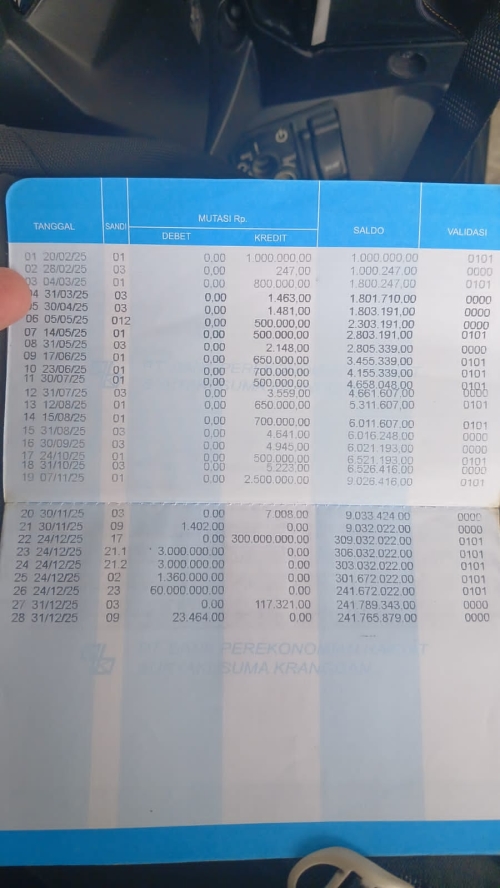 TANGGAL SANDI MUTASI Rp. DEBET KREDIT SALDO VALIDASI
01 20/02/25 01 0,00 1.000.000,00 1.000.000,00 0101
02 28/02/25 03 0,00 247,00 1.000.247,00 0000
03 04/03/25 01 0,00 800.000,00 1.800.247,00 0101
04 31/03/25 03 0,00 1.463,00 1.801.710,00 0000
05 30/04/25 03 0,00 1.481,00 1.803.191,00 0000
06 05/05/25 012 0,00 500.000,00 2.303.191,00 0101
07 14/05/25 01 0,00 500.000,00 2.803.191,00 0101
08 31/05/25 03 0,00 2.148,00 2.805.339,00 0000
09 17/06/25 01 0,00 650.000,00 3.455.339,00 0101
10 23/06/25 01 0,00 700.000,00 4.155.339,00 0101
11 30/07/25 01 0,00 500.000,00 4.658.048,00 0101
12 31/07/25 03 0,00 3.559,00 4.661.607,00 0000
13 12/08/25 01 0,00 650.000,00 5.311.607,00 0101
14 15/08/25 01 0,00 700.000,00 6.011.607,00 0101
15 31/08/25 03 0,00 4.641,00 6.016.248,00 0000
16 30/09/25 03 0,00 4.945,00 6.021.193,00 0000
17 24/10/25 01 0,00 500.000,00 6.521.193,00 0101
18 31/10/25 03 0,00 5.223,00 6.526.416,00 0000
19 07/11/25 01 0,00 2.500.000,00 9.026.416,00 0101
20 30/11/25 03 0,00 7.008,00 9.033.424,00 0000
21 30/11/25 09 1.402,00 0,00 9.032.022,00 0000
22 24/12/25 17 0,00 300.000.000,00 309.032.022,00 0101
23 24/12/25 21.1 3.000.000,00 0,00 306.032.022,00 0101
24 24/12/25 21.2 3.000.000,00 0,00 303.032.022,00 0101
25 24/12/25 02 1.360.000,00 0,00 301.672.022,00 0101
26 24/12/25 23 60.000.000,00 0,00 241.672.022,00 0101
27 31/12/25 03 0,00 117.321,00 241.789.343,00 0000
28 31/12/25 09 23.464,00 0,00 241.765.879,00 0000
PEREKONOMIAN
KRANGGAN